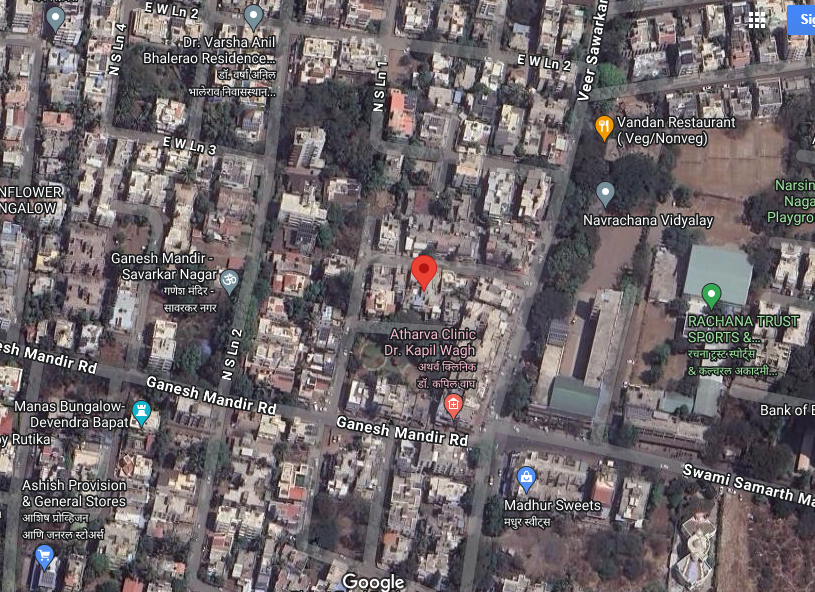 E W Ln 2
N S Ln 4
Dr. Varsha Anil
Bhalerao Residence...
डॉ. वर्षा अनिल
भालेराव निवासस्थान...
N S Ln 1
E W Ln 2
Veer Sawarkar
Sig
Vandan Restaurant
( Veg/Nonveg)
E W Ln 3
NFLOWER
NGALOW
Narsin
Naga
Playgro
Navrachana Vidyalay
Ganesh Mandir -
Savarkar Nagar
गणेश मंदिर -
सावरकर नगर
RACHANA TRUST
SPORTS &...
रचना ट्रस्ट स्पोर्ट्स
& कल्चरल अकादमी...
Atharva Clinic
Dr. Kapil Wagh
अथर्व क्लिनिक
डॉ. कपिल वाघ
N S Ln 2
esh Mandir Rd
Ganesh Mandir Rd
Ganesh Mandir Rd
Manas Bungalow-
Devendra Bapat
by Rutika
Bank of B
Swami Samarth Ma
Ashish Provision
& General Stores
आशिष प्रोव्हिजन
आणि जनरल स्टोअर्स
Madhur Sweets
मधुर स्वीट्स
Google